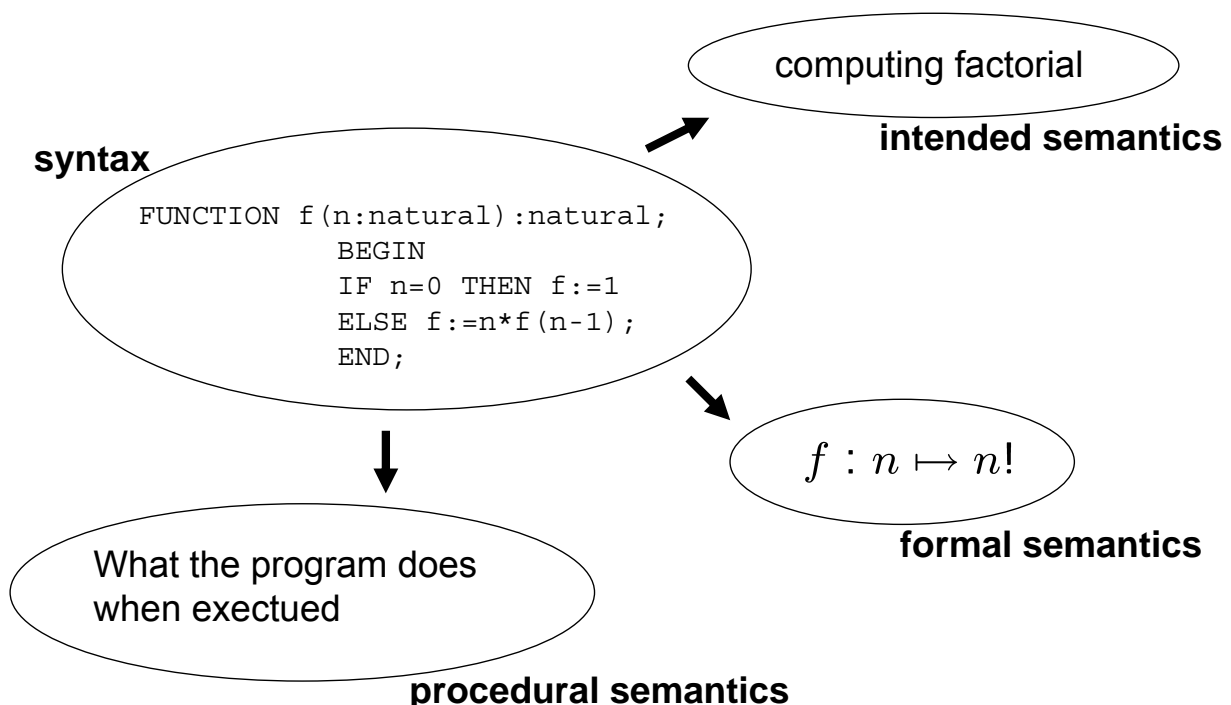 computing factorial
intended semantics
syntax
FUNCTION f(n:natural):natural;
BEGIN
IF n=0 THEN f:=1
ELSE f:=n*f(n-1);
END;
f : n ↦ n!
formal semantics
What the program does
when exectued
procedural semantics